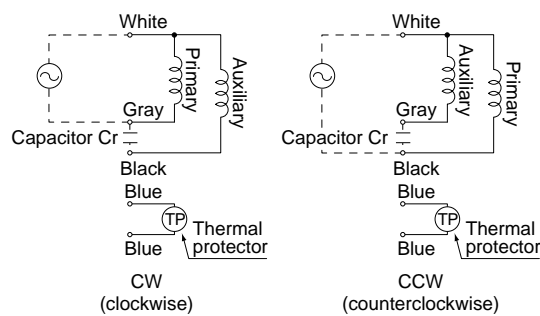 White
Primary
Auxiliary
Gray
Capacitor Cr
Black
Blue
TP
Thermal
protector
Blue
CW
(clockwise)
White
Auxiliary
Primary
Gray
Capacitor Cr
Black
Blue
TP
Thermal
protector
Blue
CCW
(counterclockwise)